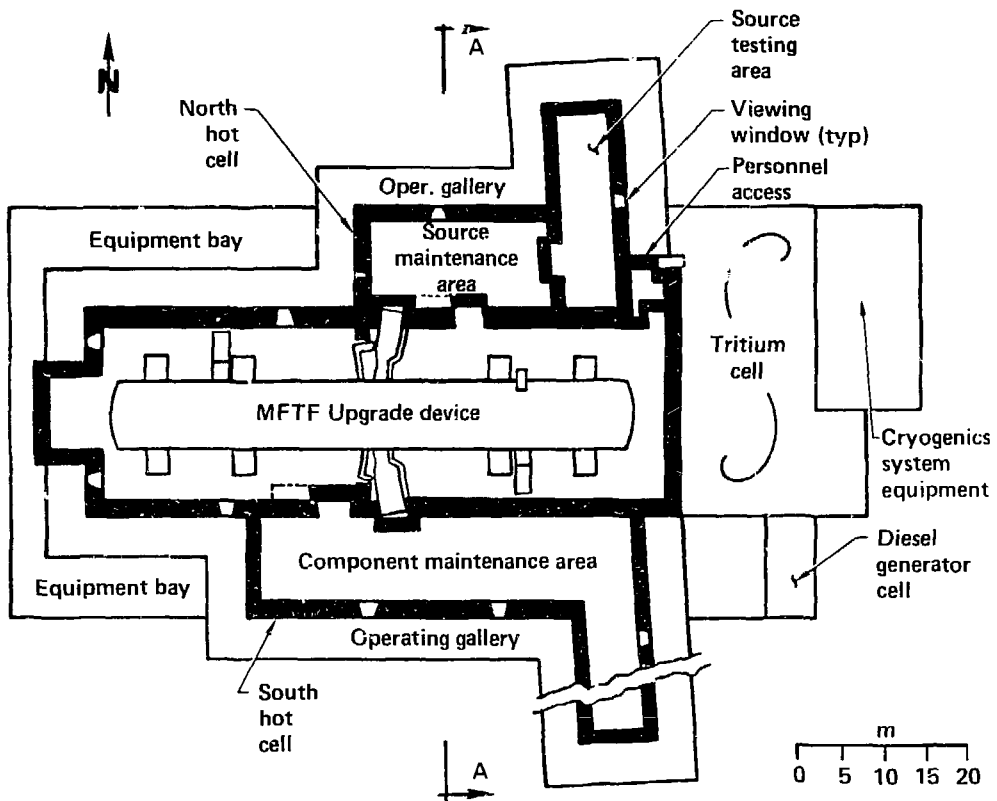 A
N
Source
testing
area
North
hot
cell
Viewing
window (typ)
Personnel
access
Oper. gallery
Equipment bay
Source
maintenance
area
Tritium
cell
MFTF Upgrade device
Cryogenics
system
equipment
Component maintenance area
Diesel
generator
cell
Equipment bay
Operating gallery
South
hot
cell
A
m
0 5 10 15 20